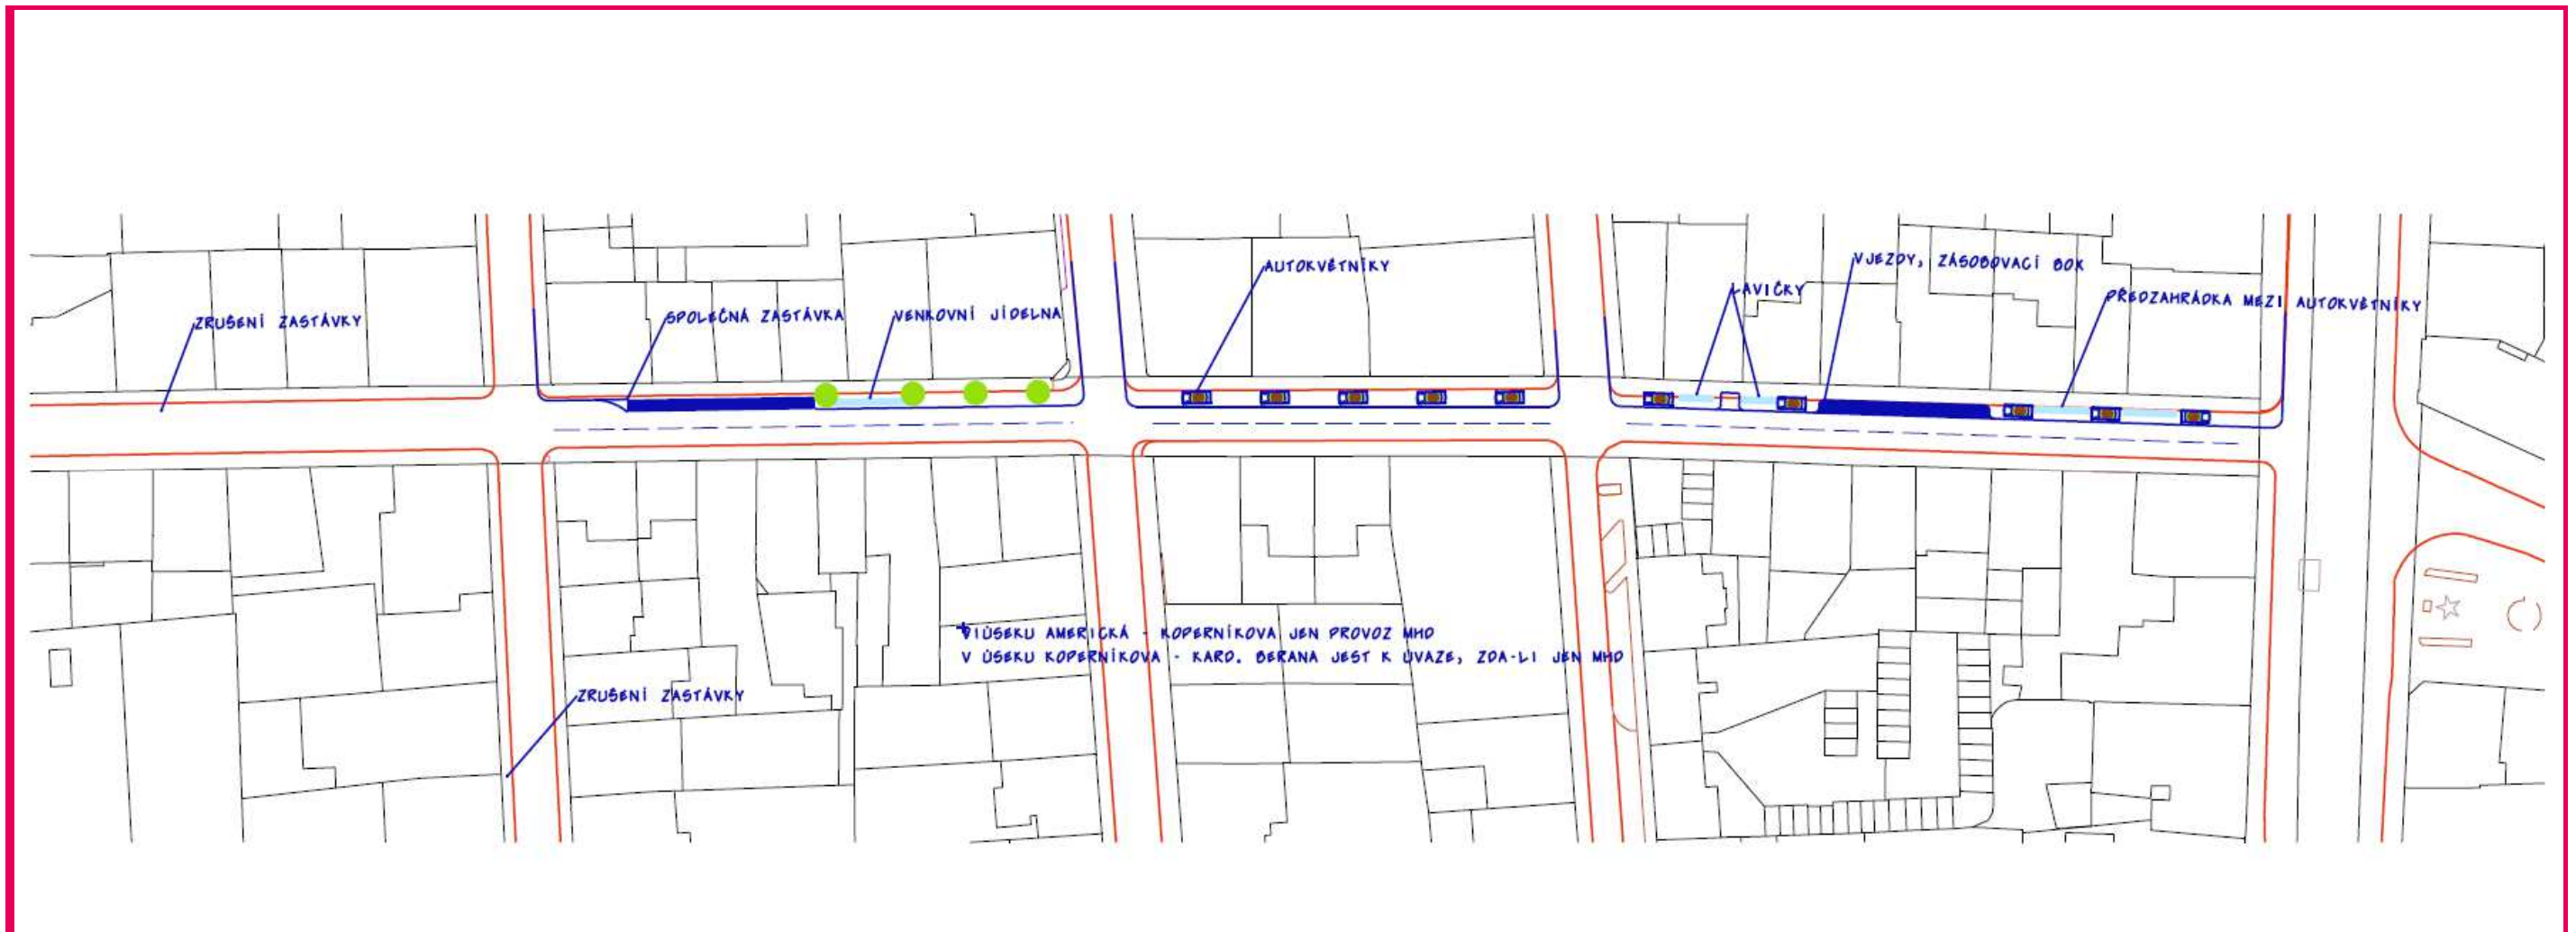 AUTOKVĚTNÍKY
VJEZDY, ZÁSOBOVACÍ BOX
LAVIČKY
PŘEDZAHRÁDKA MEZI AUTOKVĚTNÍKY
ZRUŠENÍ ZASTÁVKY
SPOLEČNÁ ZASTÁVKA
VENKOVNÍ JÍDELNA
V ÚSEKU AMERICKÁ - KOPERNÍKOVA JEN PROVOZ MHD
V ÚSEKU KOPERNÍKOVA - KARD. BERANA JEST K ÚVAZE, ZDA-LI JEN MHD
ZRUŠENÍ ZASTÁVKY